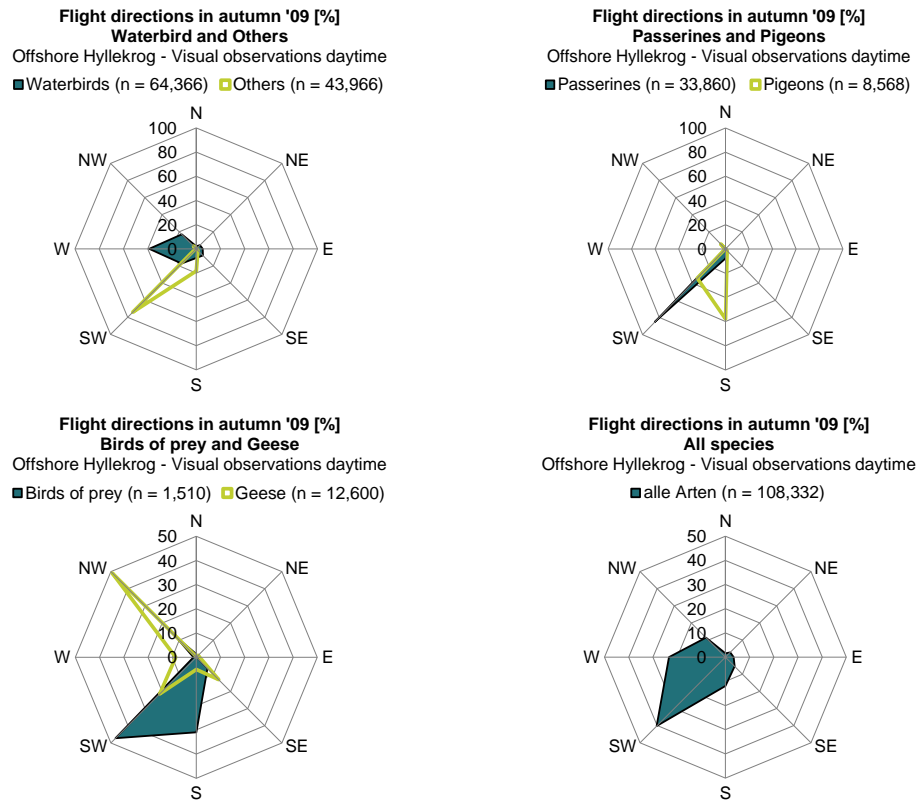 Flight directions in autumn '09 [%]
Waterbird and Others
Offshore Hyllekrog - Visual observations daytime
Waterbirds (n = 64,366) Others (n = 43,966)
N
100
80
60
40
20
0
NW
NE
W
E
SW
SE
S
Flight directions in autumn '09 [%]
Passerines and Pigeons
Offshore Hyllekrog - Visual observations daytime
Passerines (n = 33,860) Pigeons (n = 8,568)
N
100
80
60
40
20
0
NW
NE
W
E
SW
SE
S
Flight directions in autumn '09 [%]
Birds of prey and Geese
Offshore Hyllekrog - Visual observations daytime
Birds of prey (n = 1,510) Geese (n = 12,600)
N
50
40
30
20
10
0
NW
NE
W
E
SW
SE
S
Flight directions in autumn '09 [%]
All species
Offshore Hyllekrog - Visual observations daytime
alle Arten (n = 108,332)
N
50
40
30
20
10
0
NW
NE
W
E
SW
SE
S